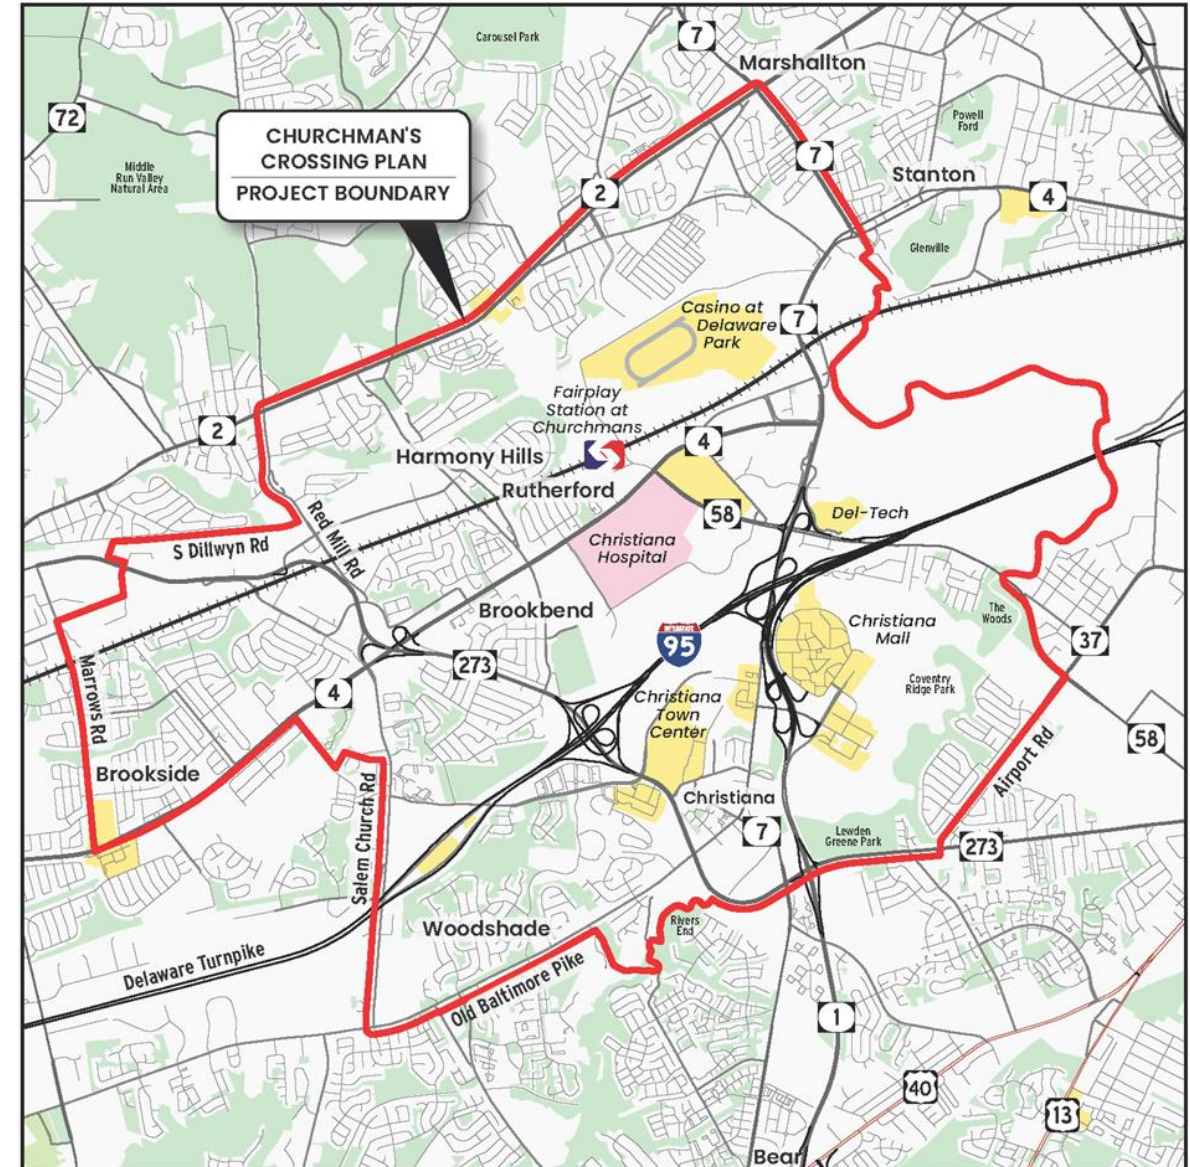 7
Marshallton
Carousel Park
72
CHURCHMAN'S
CROSSING PLAN
PROJECT BOUNDARY
Powell
Ford
7
Middle
Run Valley
Natural Area
Stanton
2
4
Glenville
Casino at
Delaware
Park
7
Fairplay
Station at
Churchmans
2
4
Harmony Hills
Rutherford
58
Del-Tech
Red Mill Rd
S Dillwyn Rd
Christiana
Hospital
Brookbend
The
Woods
Christiana
Mall
INTERSTATE
95
37
273
Marrows Rd
4
Coventry
Ridge Park
Christiana
Town
Center
58
Airport Rd
Brookside
Salem Church Rd
Christiana
7
Lewden
Greene Park
273
Woodshade
Rivers
End
Delaware Turnpike
Old Baltimore Pike
1
40
13
Bear